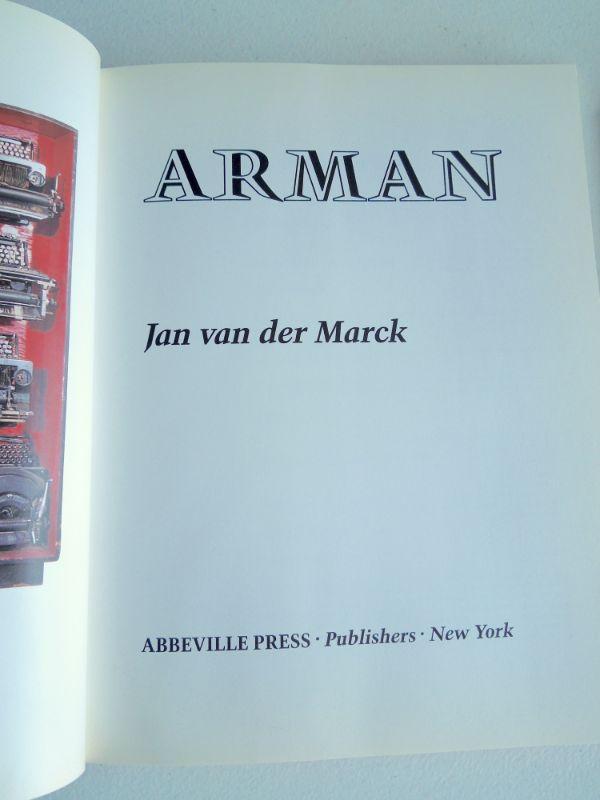 ARMAN
Jan van der Marck
ABBEVILLE PRESS · Publishers · New York